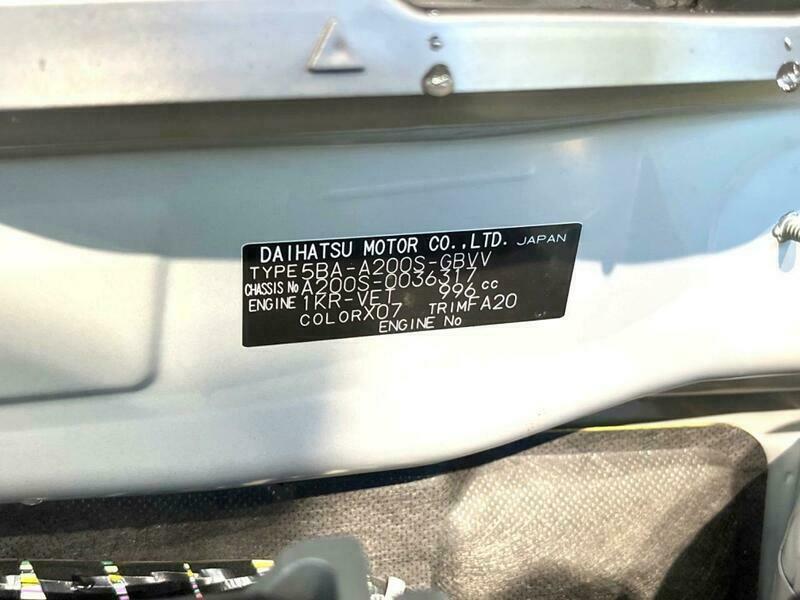 DAIHATSU MOTOR CO.,LTD. JAPAN
TYPE 5BA-A200S-GBVV
CHASSIS No A200S-0036317
ENGINE 1KR-VET 996 cc
COLOR X07 TRIM FA20
ENGINE No